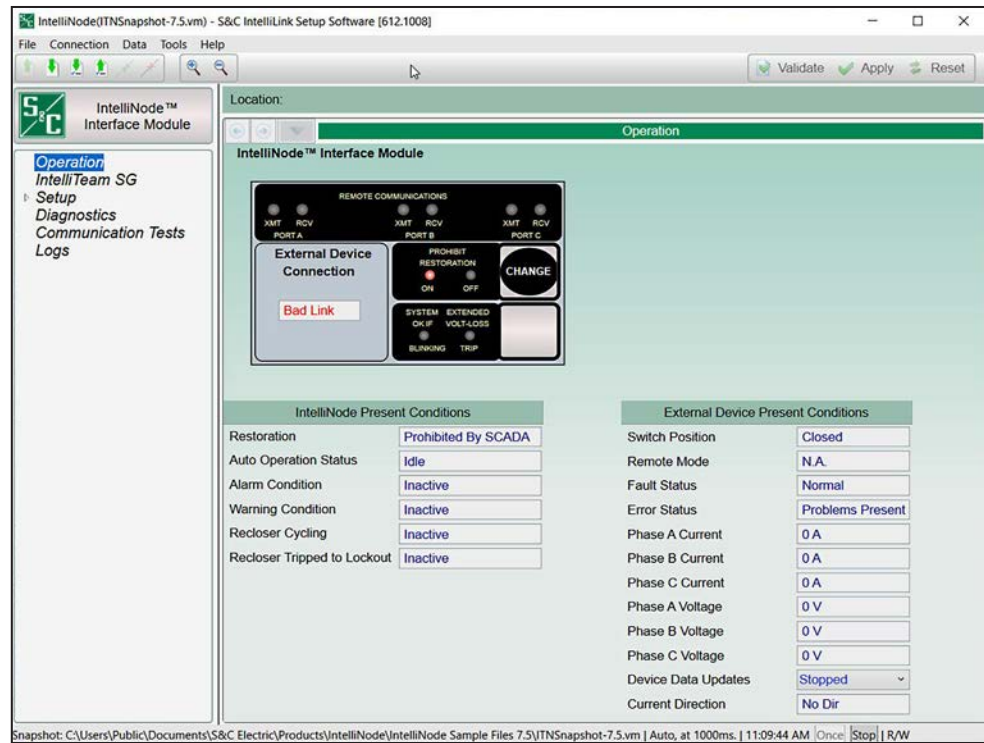 IntelliNode(ITNSnapshot-7.5.vm) - S&C IntelliLink Setup Software [612.1008]
File Connection Data Tools Help
Validate Apply Reset
S&C
IntelliNode™
Interface Module
Location:
Operation
Operation
IntelliTeam SG
Setup
Diagnostics
Communication Tests
Logs
IntelliNode™ Interface Module
REMOTE COMMUNICATIONS
XMT RCV XMT RCV XMT RCV
PORT A PORT B PORT C
External Device
Connection
Bad Link
PROHIBIT
RESTORATION
ON OFF
CHANGE
SYSTEM EXTENDED
OK IF VOLT-LOSS
BLINKING TRIP
IntelliNode Present Conditions
Restoration Prohibited By SCADA
Auto Operation Status Idle
Alarm Condition Inactive
Warning Condition Inactive
Recloser Cycling Inactive
Recloser Tripped to Lockout Inactive
External Device Present Conditions
Switch Position Closed
Remote Mode N.A.
Fault Status Normal
Error Status Problems Present
Phase A Current 0 A
Phase B Current 0 A
Phase C Current 0 A
Phase A Voltage 0 V
Phase B Voltage 0 V
Phase C Voltage 0 V
Device Data Updates Stopped
Current Direction No Dir
Snapshot: C:\Users\Public\Documents\S&C Electric\Products\IntelliNode\IntelliNode Sample Files 7.5\ITNSnapshot-7.5.vm | Auto, at 1000ms. | 11:09:44 AM Once Stop | R/W